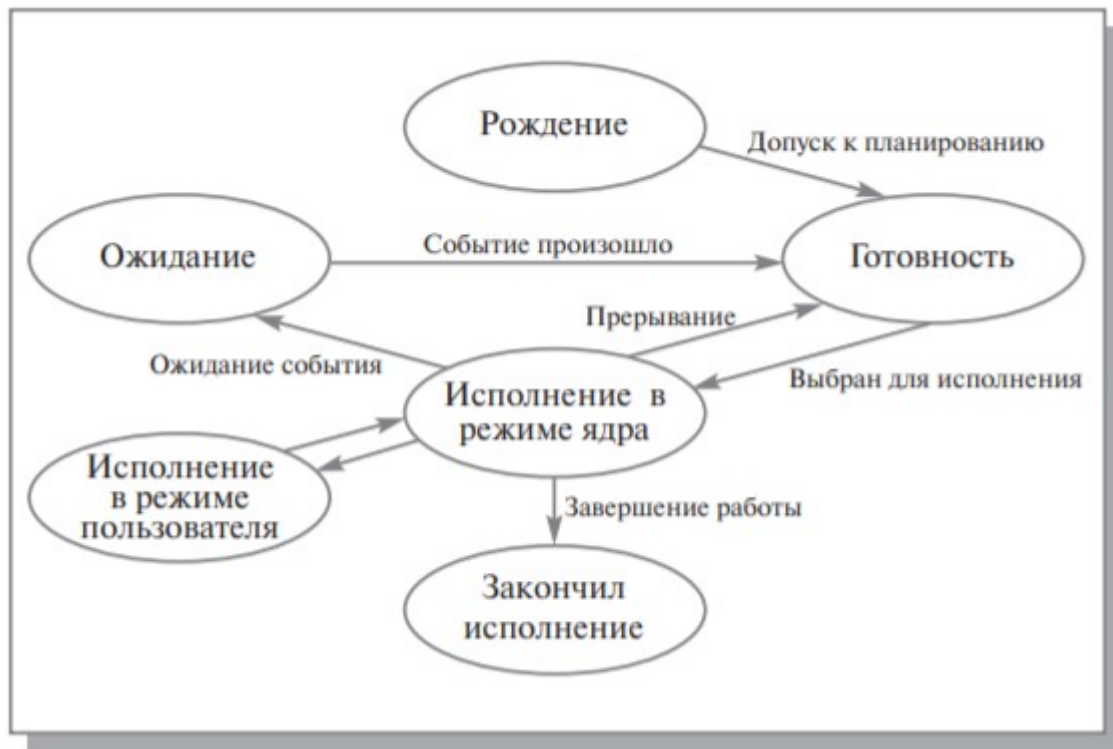 Рождение
Допуск к планированию
Ожидание
Событие произошло
Готовность
Прерывание
Ожидание события
Выбран для исполнения
Исполнение в
режиме ядра
Исполнение
в режиме
пользователя
Завершение работы
Закончил
исполнение